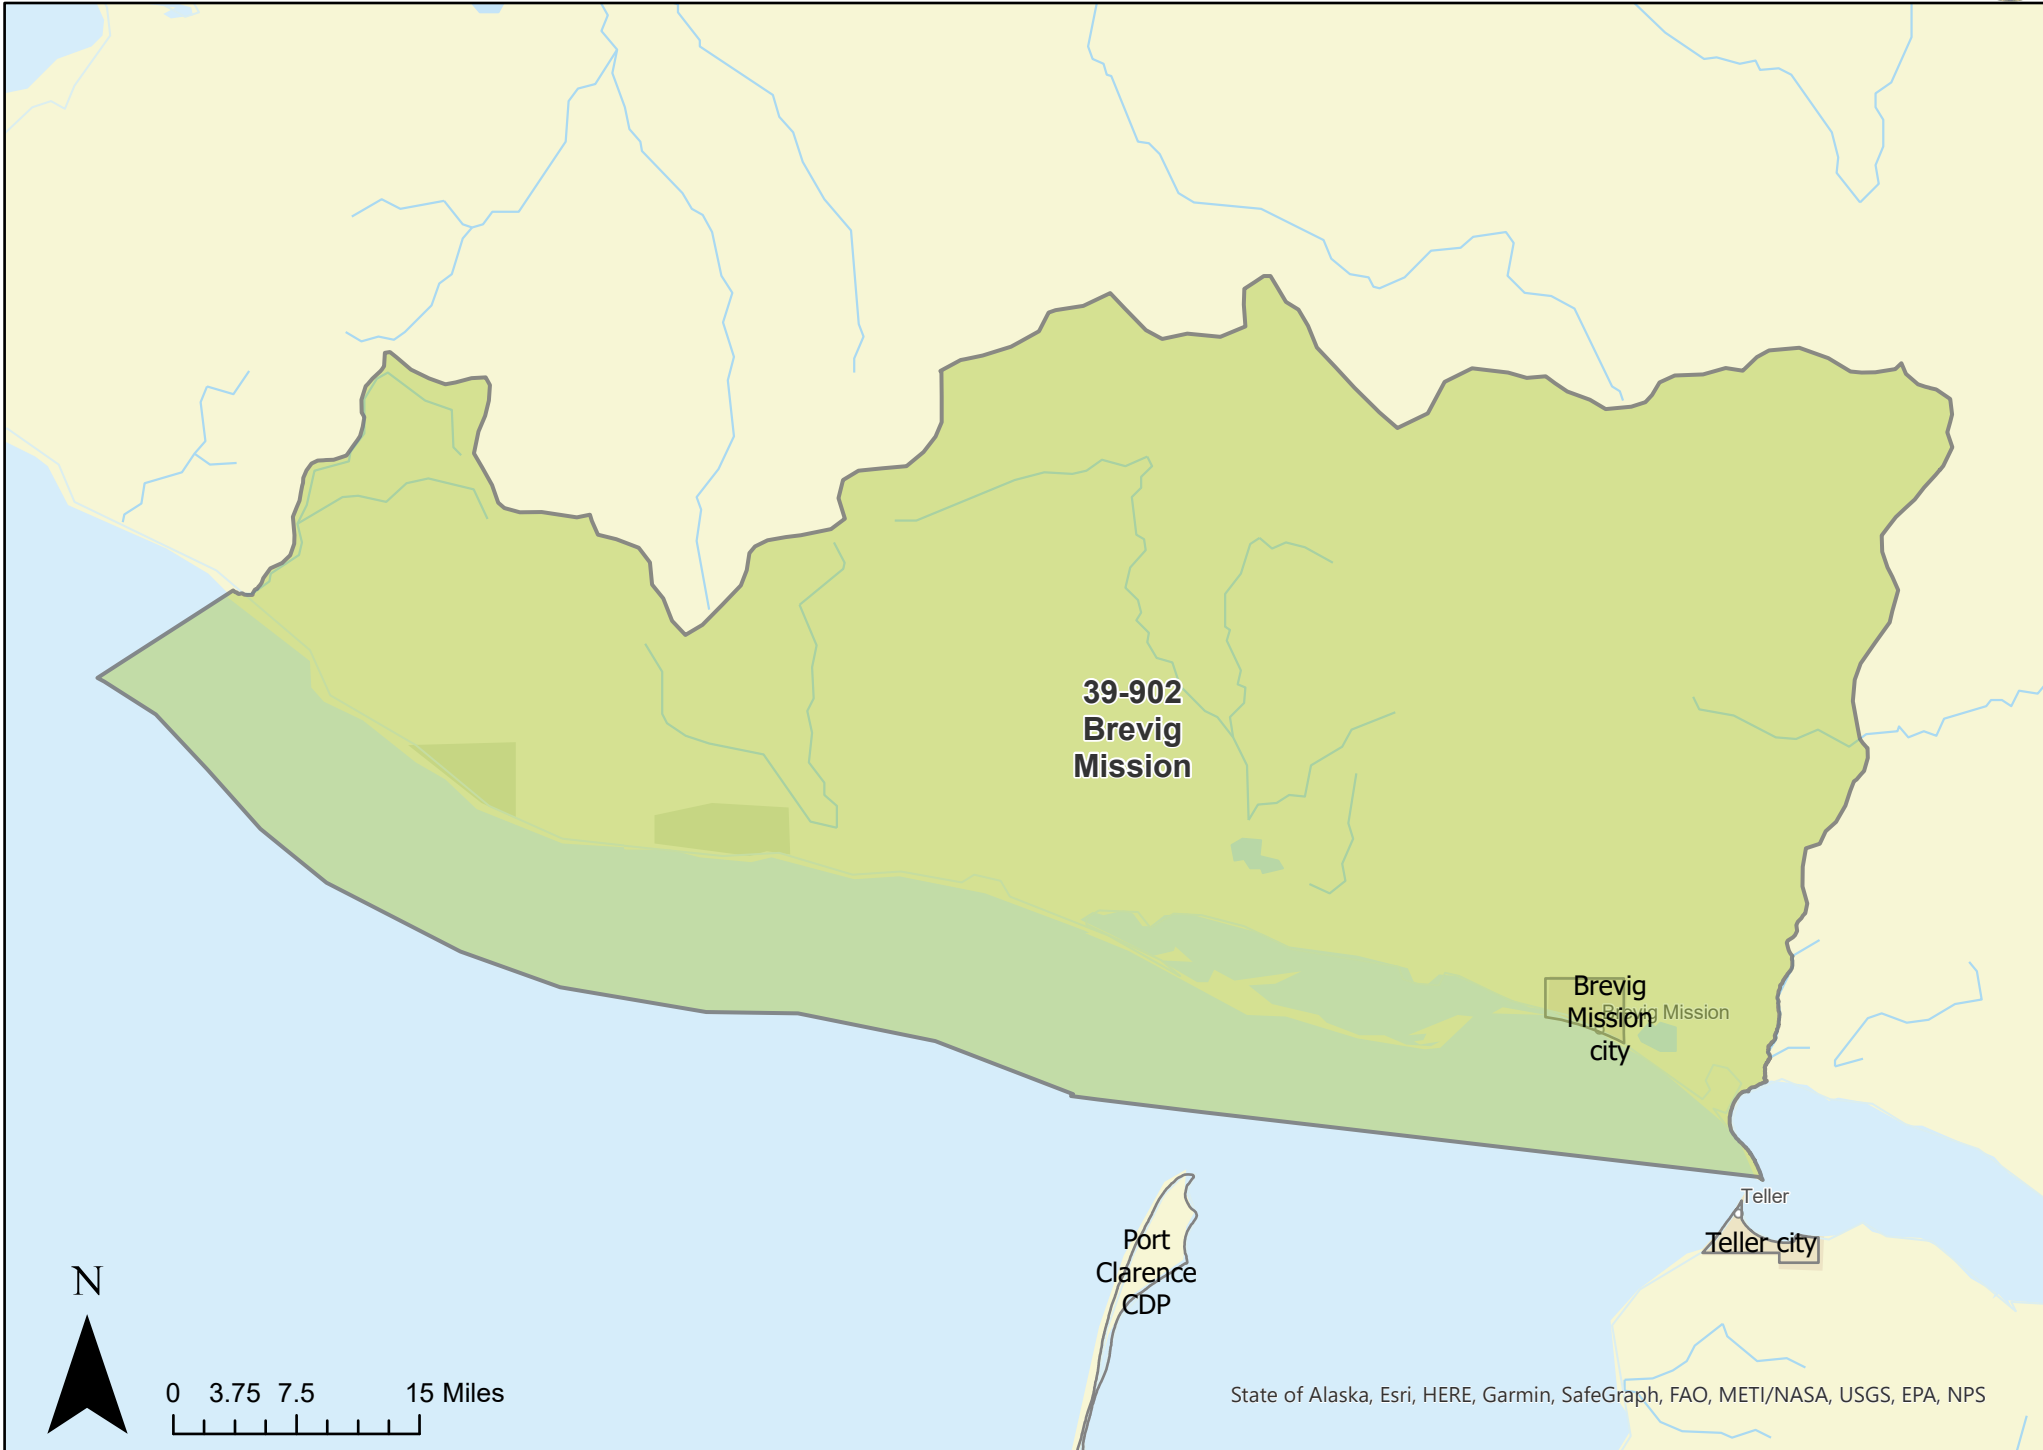 39-902
Brevig
Mission
Brevig
Mission
city
Brevig Mission
Teller
Teller city
Port
Clarence
CDP
N
0 3.75 7.5 15 Miles
State of Alaska, Esri, HERE, Garmin, SafeGraph, FAO, METI/NASA, USGS, EPA, NPS